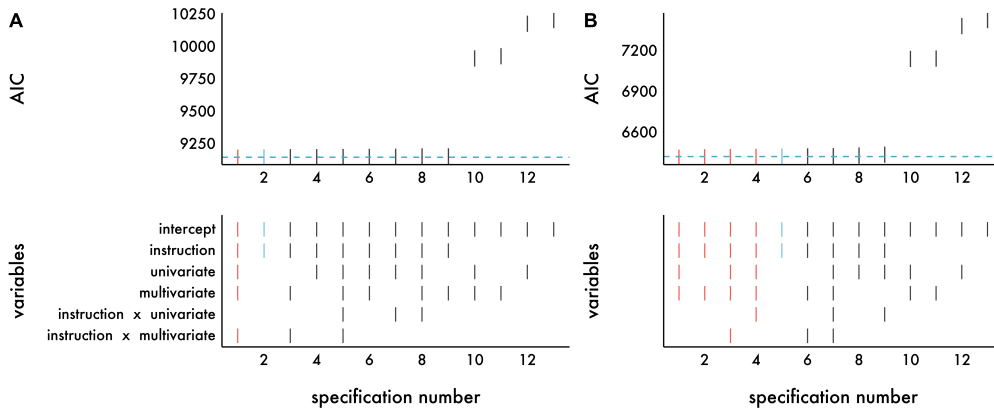 A
AIC
10250
10000
9750
9500
9250
2 4 6 8 10 12
variables
intercept
instruction
univariate
multivariate
instruction x univariate
instruction x multivariate
2 4 6 8 10 12
specification number
B
AIC
7200
6900
6600
2 4 6 8 10 12
variables
2 4 6 8 10 12
specification number